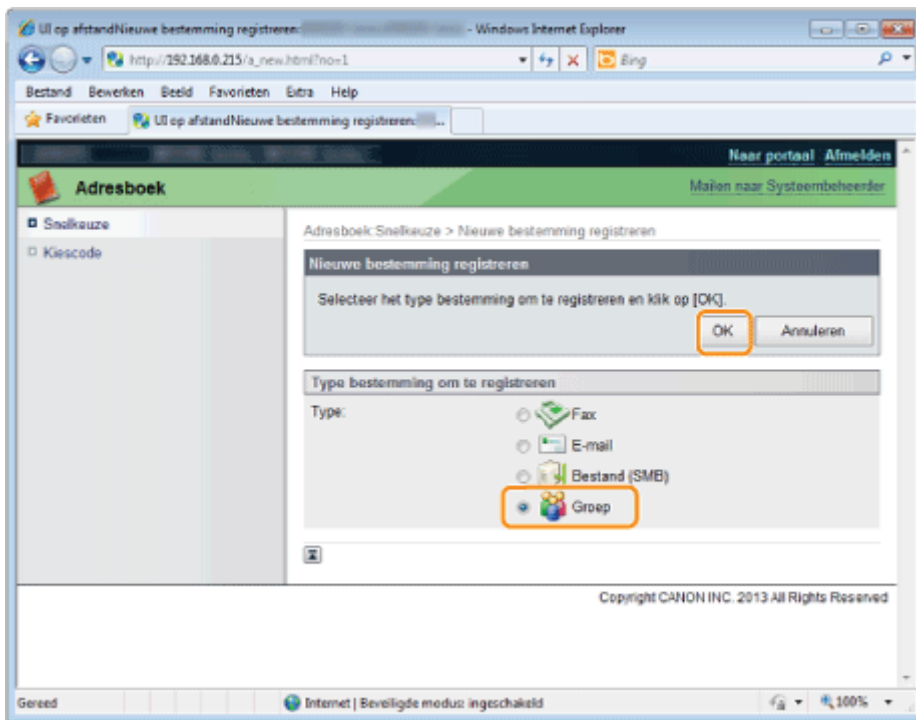 UI op afstandNieuwe bestemming registreren: - Windows Internet Explorer
http://192.168.0.215/a_new.html?no=1
Bing
Bestand Bewerken Beeld Favorieten Extra Help
Favorieten UI op afstandNieuwe bestemming registreren: ...
Naar portaal Afmelden
Adresboek Mailen naar Systeembeheerder
Snelkeuze
Kiescode
Adresboek:Snelkeuze > Nieuwe bestemming registreren
Nieuwe bestemming registreren
Selecteer het type bestemming om te registreren en klik op [OK].
OK Annuleren
Type bestemming om te registreren
Type: Fax
E-mail
Bestand (SMB)
Groep
Copyright CANON INC. 2013 All Rights Reserved
Gereed Internet | Beveiligde modus: ingeschakeld 100%